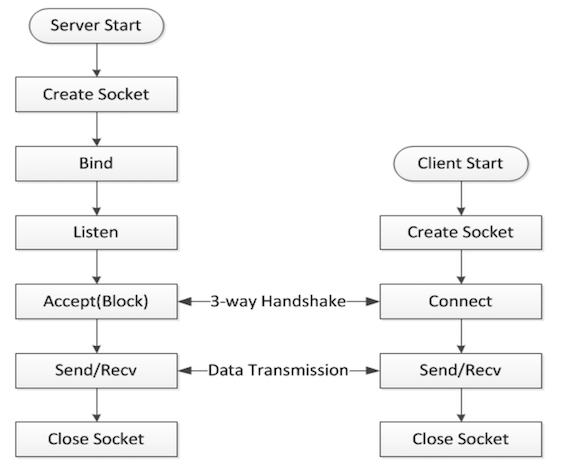 Server Start
Create Socket
Bind
Client Start
Listen
Create Socket
Accept(Block)
3-way Handshake
Connect
Send/Recv
Data Transmission
Send/Recv
Close Socket
Close Socket